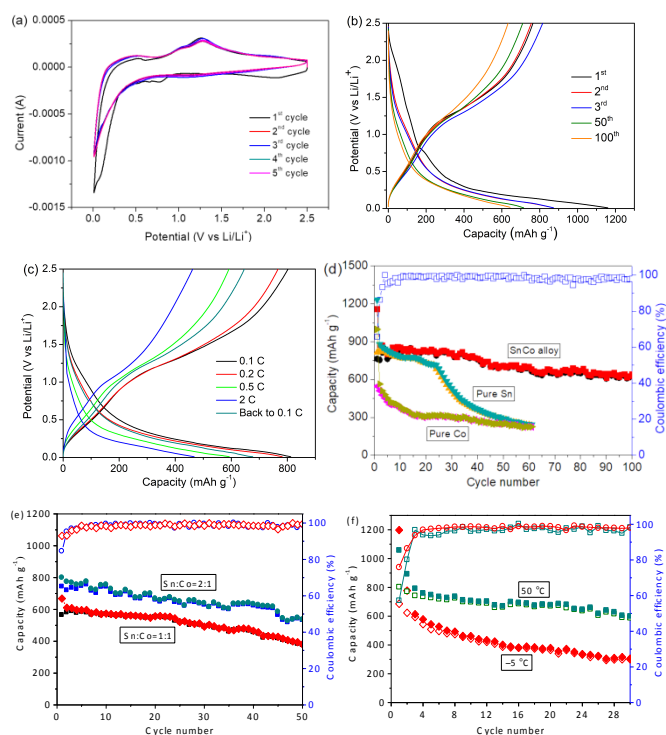 (a)
0.0005
0.0000
-0.0005
-0.0010
-0.0015
Current (A)
1st cycle
2nd cycle
3rd cycle
4th cycle
5th cycle
0.0 0.5 1.0 1.5 2.0 2.5
Potential (V vs Li/Li+)
(b)
2.5
2.0
1.5
1.0
0.5
0.0
Potential (V vs Li/Li+)
1st
2nd
3rd
50th
100th
0 200 400 600 800 1000 1200
Capacity (mAh g-1)
(c)
2.5
2.0
1.5
1.0
0.5
0.0
Potential (V vs Li/Li+)
0.1 C
0.2 C
0.5 C
2 C
Back to 0.1 C
0 200 400 600 800
Capacity (mAh g-1)
(d)
1500
1200
900
600
300
0
Capacity (mAh g-1)
SnCo alloy
Pure Sn
Pure Co
100
80
60
40
20
0
Coulombic efficiency (%)
0 10 20 30 40 50 60 70 80 90 100
Cycle number
(e)
1200
1000
800
600
400
200
0
Capacity (mAh g-1)
Sn:Co=2:1
Sn:Co=1:1
100
80
60
40
20
0
Coulombic efficiency (%)
0 10 20 30 40 50
Cycle number
(f)
1200
1000
800
600
400
200
0
Capacity (mAh g-1)
50 °C
–5 °C
100
80
60
40
20
0
Coulombic efficiency (%)
0 4 8 12 16 20 24 28
Cycle number